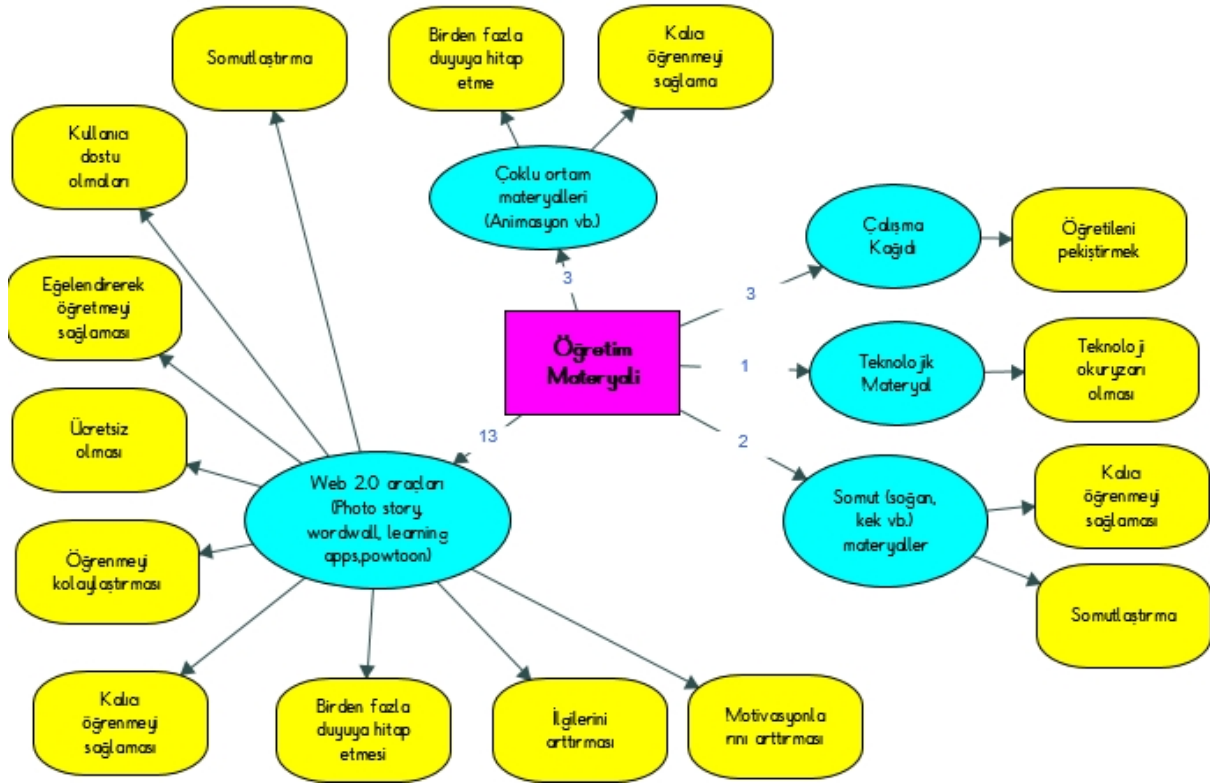 Somutlaştırma
Birden fazla
duyuya hitap
etme
Kalıcı
öğrenmeyi
sağlama
Kullanıcı
dostu
olmaları
Çoklu ortam
materyalleri
(Animasyon vb.)
Çalışma
Kağıdı
Öğretileni
pekiştirmek
Eğelendirerek
öğretmeyi
sağlaması
3
3
Öğretim
Materyali
1
Teknolojik
Materyal
Teknoloji
okuryzarı
olması
Ücretsiz
olması
13
2
Web 2.0 araçları
(Photo story,
wordwall, learning
apps,powtoon)
Somut (soğan,
kek vb.)
materyaller
Kalıcı
öğrenmeyi
sağlaması
Öğrenmeyi
kolaylaştırması
Somutlaştırma
Kalıcı
öğrenmeyi
sağlaması
Birden fazla
duyuya hitap
etmesi
İlgilerini
arttırması
Motivasyonla
rını arttırması